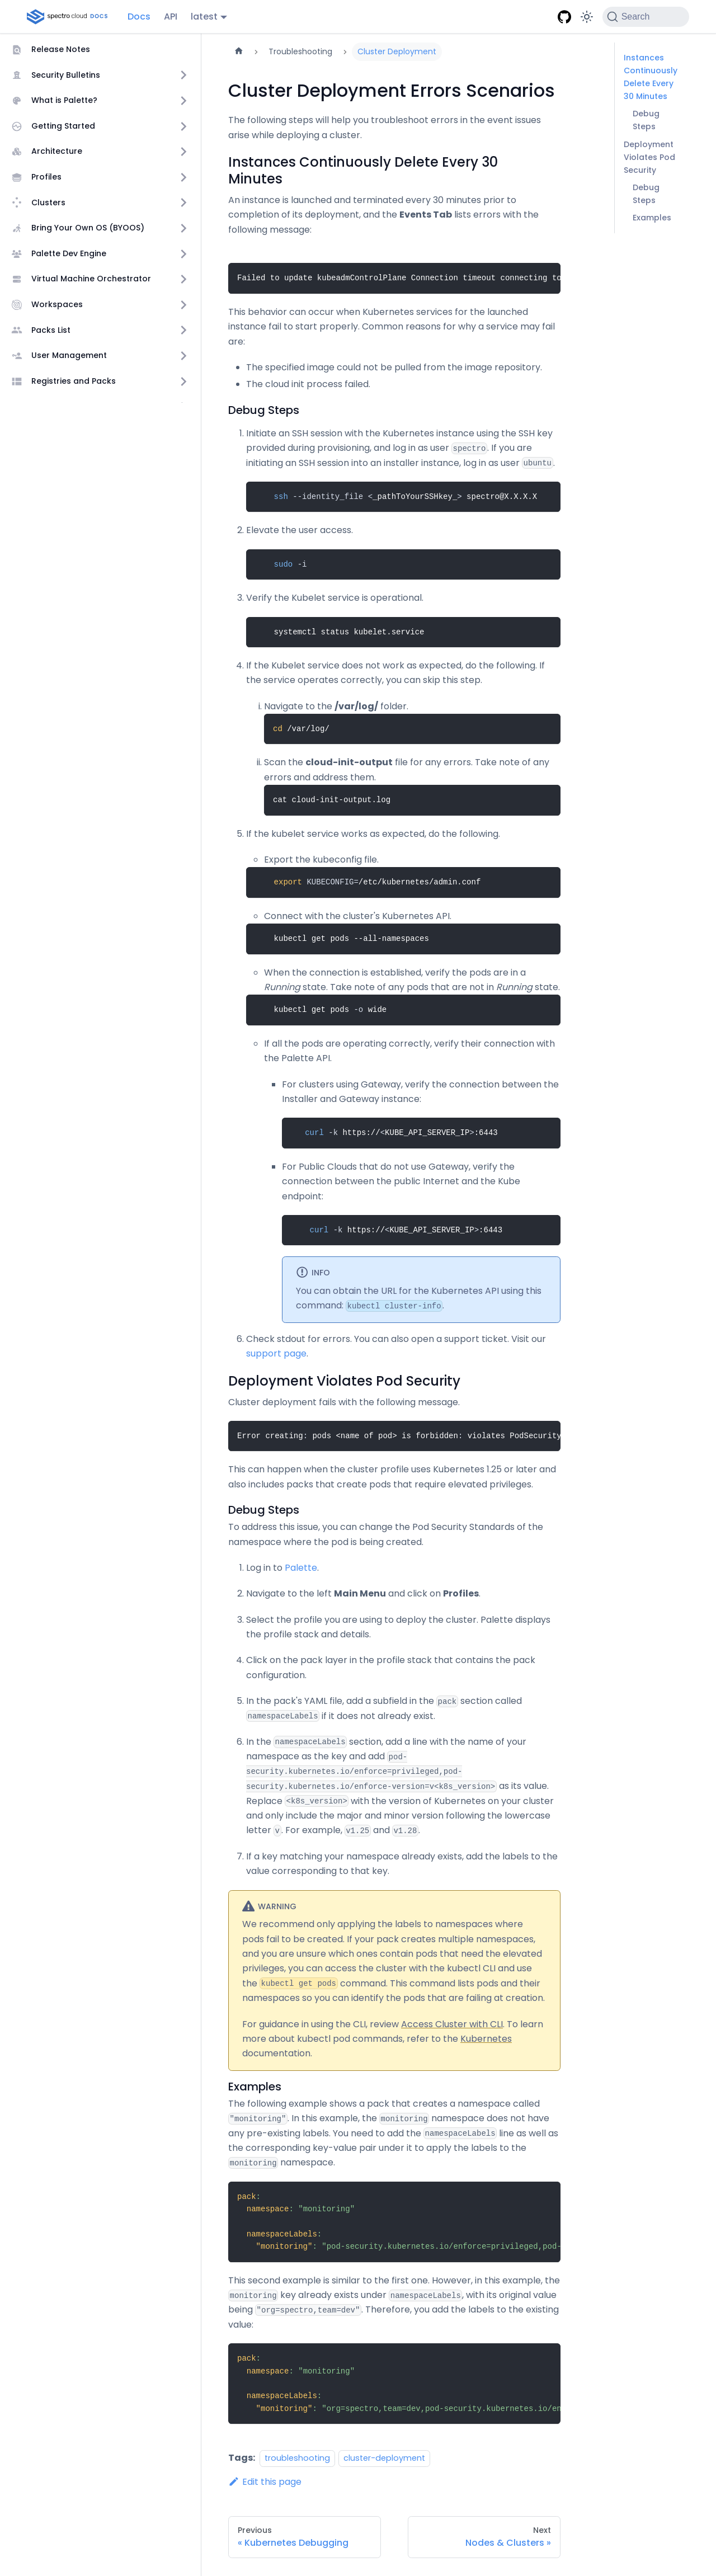 spectro cloud DOCS
Docs
API
latest
Search
Release Notes
Security Bulletins
What is Palette?
Getting Started
Architecture
Profiles
Clusters
Bring Your Own OS (BYOOS)
Palette Dev Engine
Virtual Machine Orchestrator
Workspaces
Packs List
User Management
Registries and Packs
Troubleshooting
Cluster Deployment
Cluster Deployment Errors Scenarios
The following steps will help you troubleshoot errors in the event issues
arise while deploying a cluster.
Instances Continuously Delete Every 30
Minutes
An instance is launched and terminated every 30 minutes prior to
completion of its deployment, and the Events Tab lists errors with the
following message:
Failed to update kubeadmControlPlane Connection timeout connecting to
This behavior can occur when Kubernetes services for the launched
instance fail to start properly. Common reasons for why a service may fail
are:
• The specified image could not be pulled from the image repository.
• The cloud init process failed.
Debug Steps
1. Initiate an SSH session with the Kubernetes instance using the SSH key
provided during provisioning, and log in as user spectro. If you are
initiating an SSH session into an installer instance, log in as user ubuntu.
ssh --identity_file <_pathToYourSSHkey_> spectro@X.X.X.X
2. Elevate the user access.
sudo -i
3. Verify the Kubelet service is operational.
systemctl status kubelet.service
4. If the Kubelet service does not work as expected, do the following. If
the service operates correctly, you can skip this step.
i. Navigate to the /var/log/ folder.
cd /var/log/
ii. Scan the cloud-init-output file for any errors. Take note of any
errors and address them.
cat cloud-init-output.log
5. If the kubelet service works as expected, do the following.
Export the kubeconfig file.
export KUBECONFIG=/etc/kubernetes/admin.conf
Connect with the cluster's Kubernetes API.
kubectl get pods --all-namespaces
When the connection is established, verify the pods are in a
Running state. Take note of any pods that are not in Running state.
kubectl get pods -o wide
If all the pods are operating correctly, verify their connection with
the Palette API.
For clusters using Gateway, verify the connection between the
Installer and Gateway instance:
curl -k https://<KUBE_API_SERVER_IP>:6443
For Public Clouds that do not use Gateway, verify the
connection between the public Internet and the Kube
endpoint:
curl -k https://<KUBE_API_SERVER_IP>:6443
INFO
You can obtain the URL for the Kubernetes API using this
command: kubectl cluster-info.
6. Check stdout for errors. You can also open a support ticket. Visit our
support page.
Deployment Violates Pod Security
Cluster deployment fails with the following message.
Error creating: pods <name of pod> is forbidden: violates PodSecurity
This can happen when the cluster profile uses Kubernetes 1.25 or later and
also includes packs that create pods that require elevated privileges.
Debug Steps
To address this issue, you can change the Pod Security Standards of the
namespace where the pod is being created.
1. Log in to Palette.
2. Navigate to the left Main Menu and click on Profiles.
3. Select the profile you are using to deploy the cluster. Palette displays
the profile stack and details.
4. Click on the pack layer in the profile stack that contains the pack
configuration.
5. In the pack's YAML file, add a subfield in the pack section called
namespaceLabels if it does not already exist.
6. In the namespaceLabels section, add a line with the name of your
namespace as the key and add pod-
security.kubernetes.io/enforce=privileged,pod-
security.kubernetes.io/enforce-version=v<k8s_version> as its value.
Replace <k8s_version> with the version of Kubernetes on your cluster
and only include the major and minor version following the lowercase
letter v. For example, v1.25 and v1.28.
7. If a key matching your namespace already exists, add the labels to the
value corresponding to that key.
WARNING
We recommend only applying the labels to namespaces where
pods fail to be created. If your pack creates multiple namespaces,
and you are unsure which ones contain pods that need the elevated
privileges, you can access the cluster with the kubectl CLI and use
the kubectl get pods command. This command lists pods and their
namespaces so you can identify the pods that are failing at creation.
For guidance in using the CLI, review Access Cluster with CLI. To learn
more about kubectl pod commands, refer to the Kubernetes
documentation.
Examples
The following example shows a pack that creates a namespace called
"monitoring". In this example, the monitoring namespace does not have
any pre-existing labels. You need to add the namespaceLabels line as well as
the corresponding key-value pair under it to apply the labels to the
monitoring namespace.
pack:
namespace: "monitoring"
namespaceLabels:
"monitoring": "pod-security.kubernetes.io/enforce=privileged,pod-
This second example is similar to the first one. However, in this example, the
monitoring key already exists under namespaceLabels, with its original value
being "org=spectro,team=dev". Therefore, you add the labels to the existing
value:
pack:
namespace: "monitoring"
namespaceLabels:
"monitoring": "org=spectro,team=dev,pod-security.kubernetes.io/en
Tags: troubleshooting cluster-deployment
Edit this page
Previous
« Kubernetes Debugging
Next
Nodes & Clusters »
Instances
Continuously
Delete Every
30 Minutes
Debug
Steps
Deployment
Violates Pod
Security
Debug
Steps
Examples